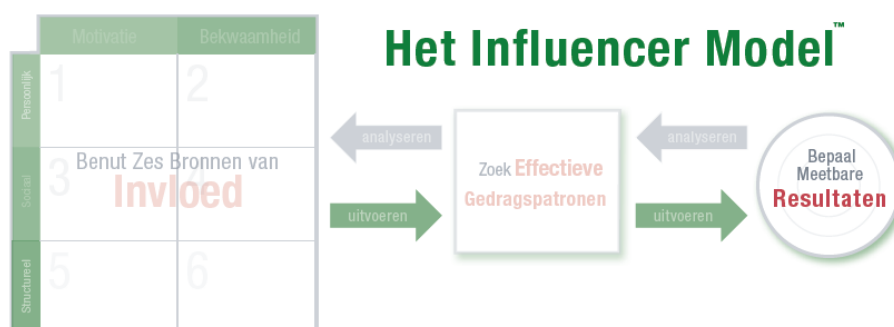 Het Influencer Model™
Motivatie
Bekwaamheid
Persoonlijk
Sociaal
Structureel
1
2
3
4
5
6
Benut Zes Bronnen van
Invloed
analyseren
uitvoeren
Zoek Effectieve
Gedragspatronen
analyseren
uitvoeren
Bepaal
Meetbare
Resultaten